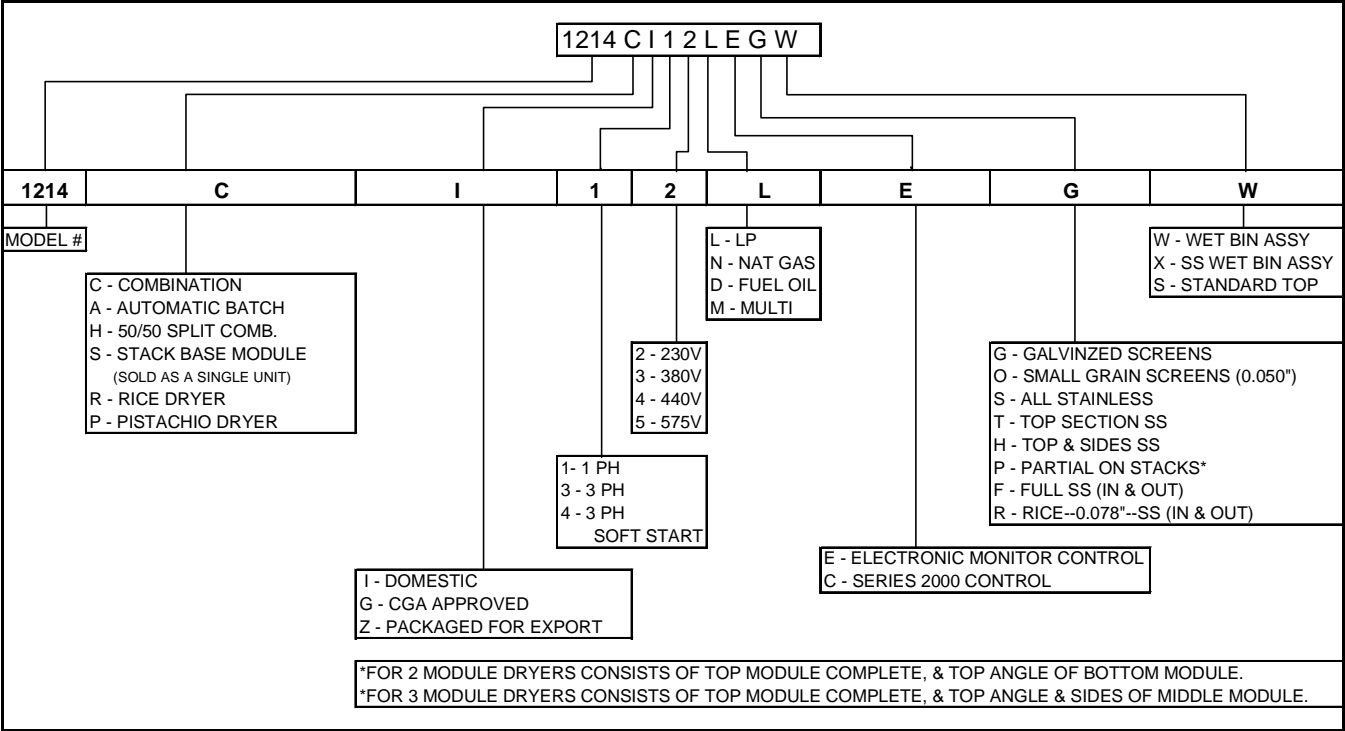 1214 C I 1 2 L E G W
1214 C I 1 2 L E G W
MODEL #
C - COMBINATION
A - AUTOMATIC BATCH
H - 50/50 SPLIT COMB.
S - STACK BASE MODULE
(SOLD AS A SINGLE UNIT)
R - RICE DRYER
P - PISTACHIO DRYER
I - DOMESTIC
G - CGA APPROVED
Z - PACKAGED FOR EXPORT
1- 1 PH
3 - 3 PH
4 - 3 PH
SOFT START
2 - 230V
3 - 380V
4 - 440V
5 - 575V
L - LP
N - NAT GAS
D - FUEL OIL
M - MULTI
E - ELECTRONIC MONITOR CONTROL
C - SERIES 2000 CONTROL
G - GALVINZED SCREENS
O - SMALL GRAIN SCREENS (0.050")
S - ALL STAINLESS
T - TOP SECTION SS
H - TOP & SIDES SS
P - PARTIAL ON STACKS*
F - FULL SS (IN & OUT)
R - RICE--0.078"--SS (IN & OUT)
W - WET BIN ASSY
X - SS WET BIN ASSY
S - STANDARD TOP
*FOR 2 MODULE DRYERS CONSISTS OF TOP MODULE COMPLETE, & TOP ANGLE OF BOTTOM MODULE.
*FOR 3 MODULE DRYERS CONSISTS OF TOP MODULE COMPLETE, & TOP ANGLE & SIDES OF MIDDLE MODULE.